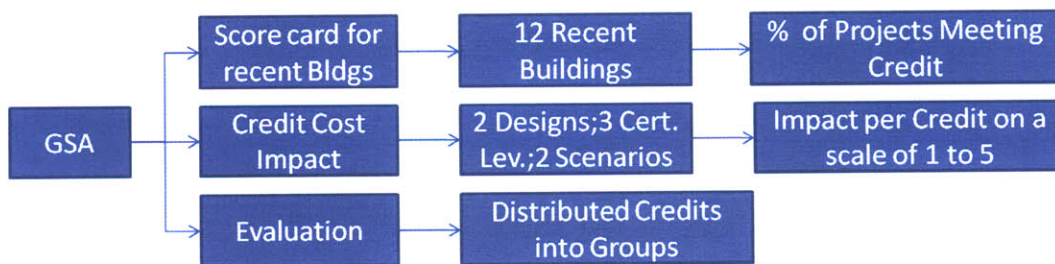 GSA
Score card for
recent Bldgs
12 Recent
Buildings
% of Projects Meeting
Credit
Credit Cost
Impact
2 Designs;3 Cert.
Lev.;2 Scenarios
Impact per Credit on a
scale of 1 to 5
Evaluation
Distributed Credits
into Groups